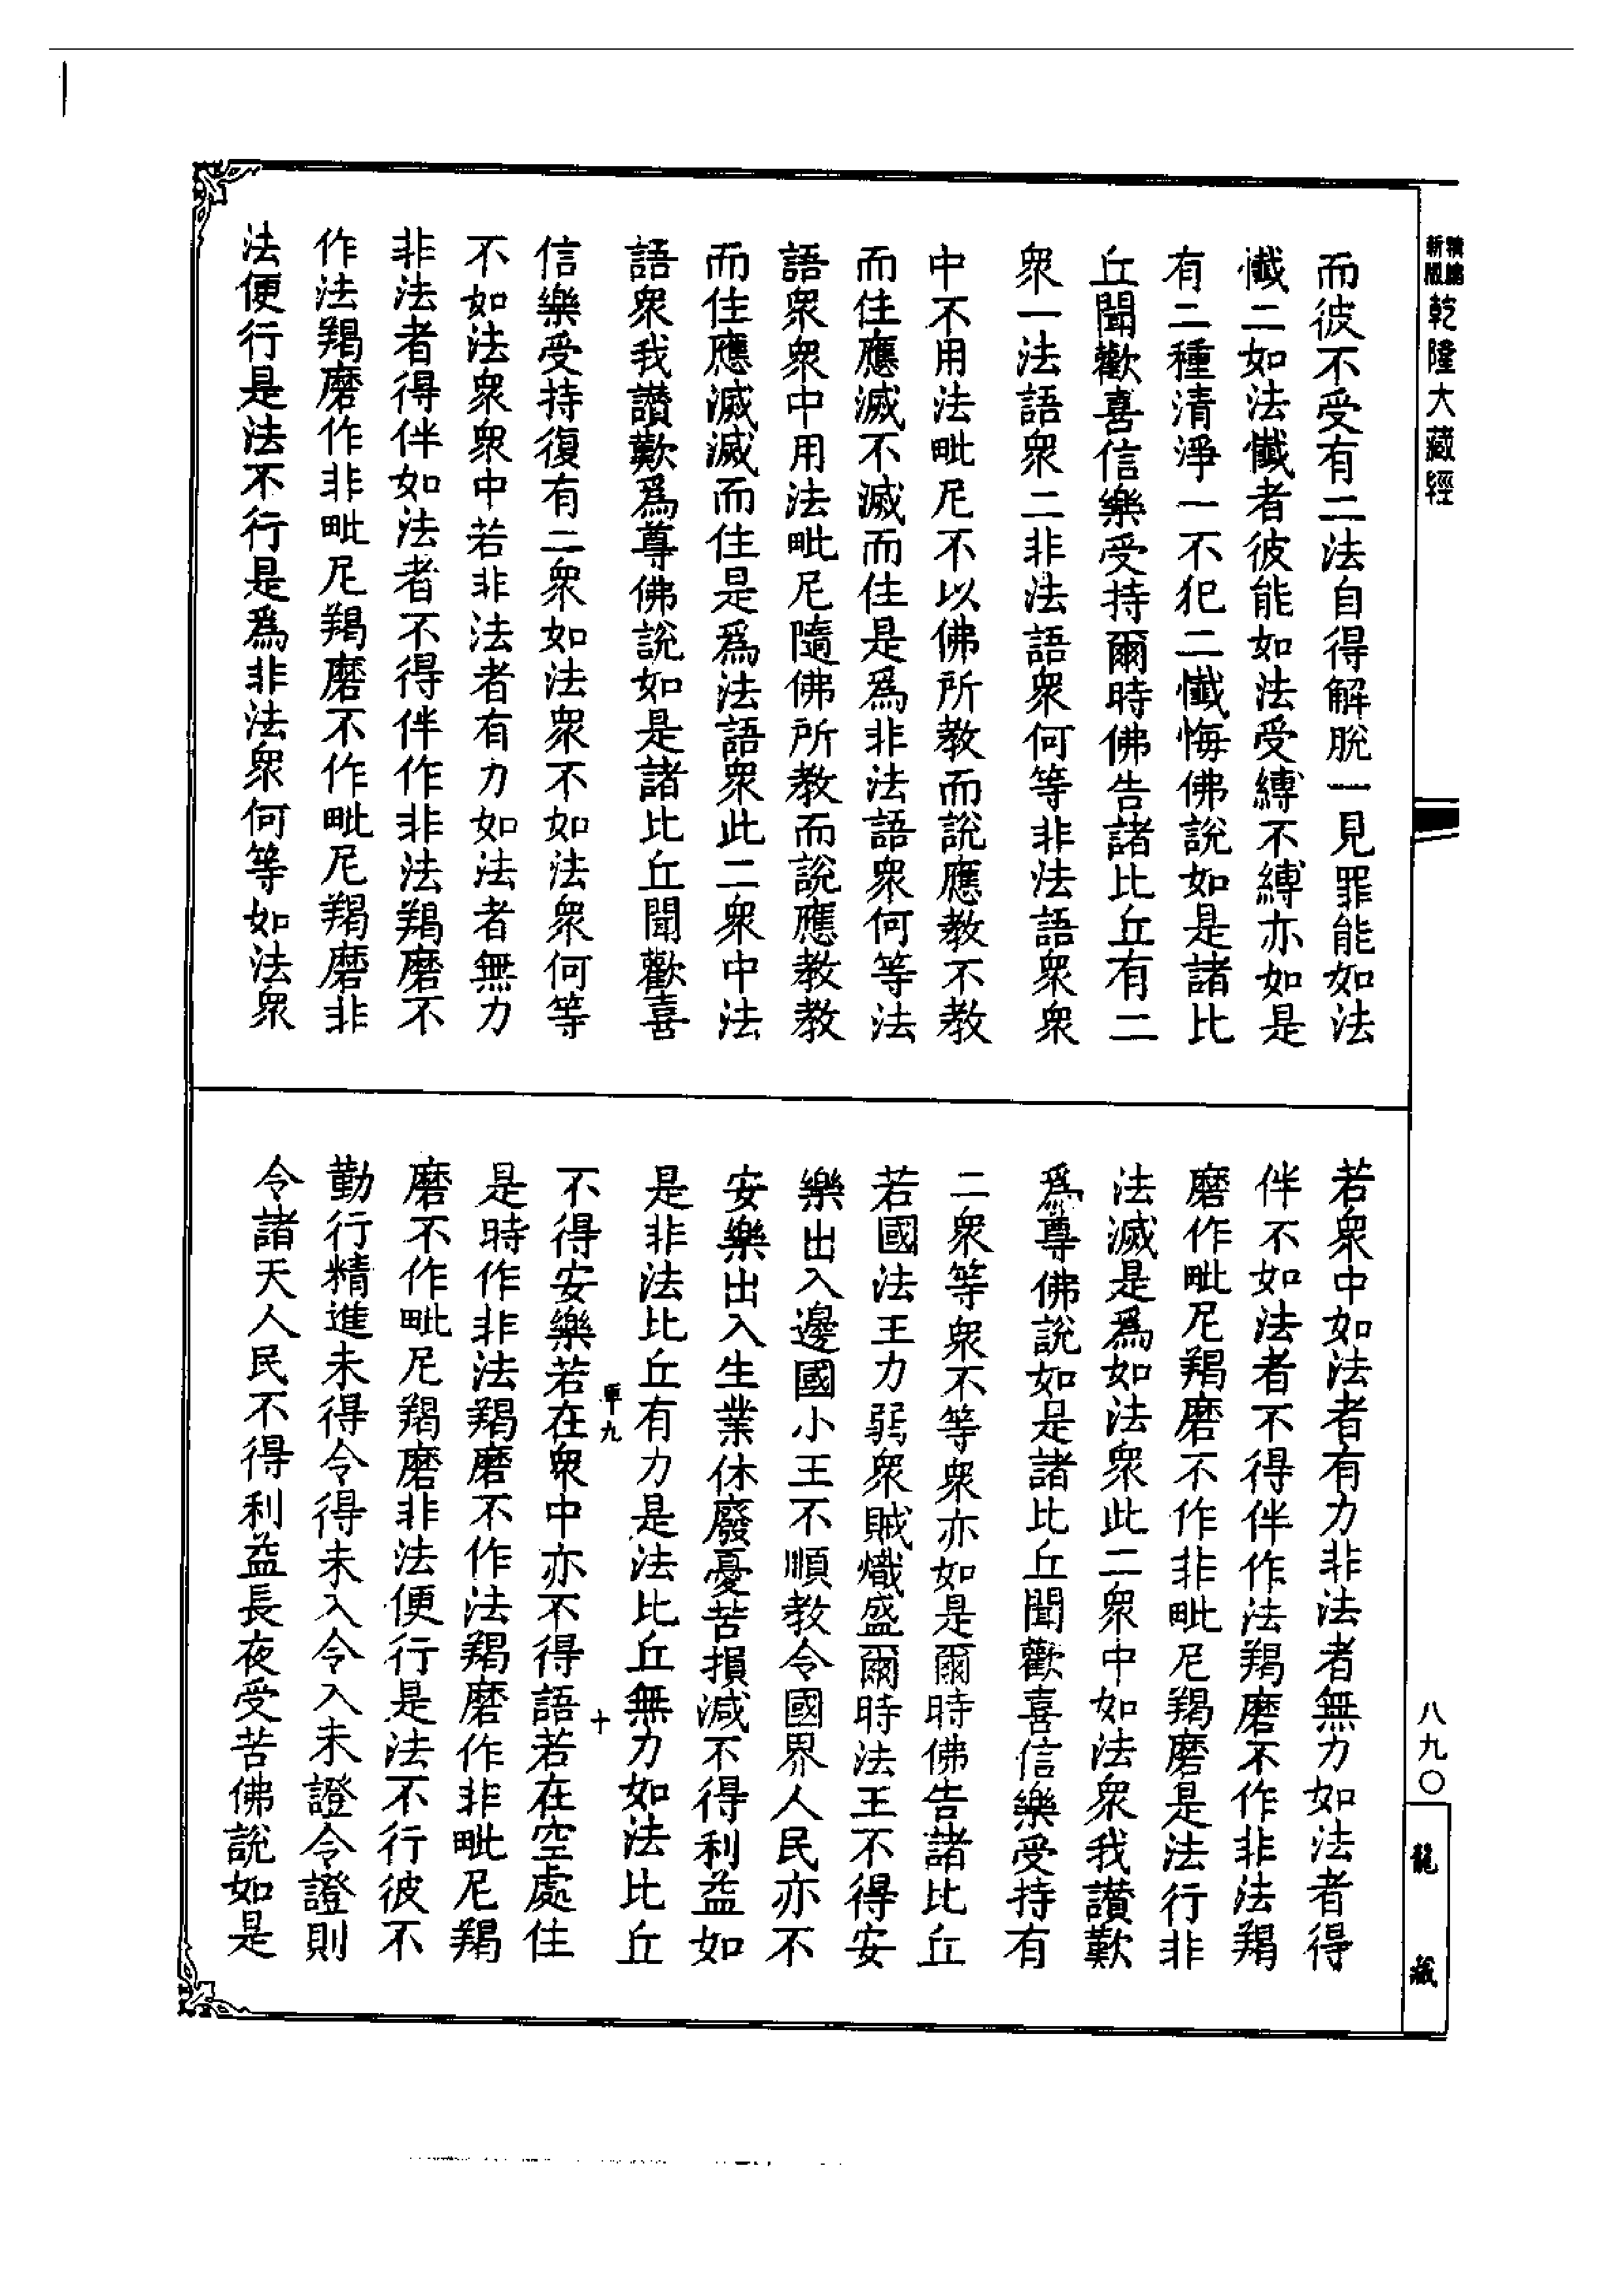 精編
新版
乾隆大藏經
而彼不受有二法自得解脫一見罪能如法
懺二如法懺者彼能如法受縛不縛亦如是
有二種清淨一不犯二懺悔佛說如是諸比
丘聞歡喜信樂受持爾時佛告諸比丘有二
衆一法語衆二非法語衆何等非法語衆衆
中不用法毗尼不以佛所教而說應教不教
而住應滅不滅而住是爲非法語衆何等法
語衆衆中用法毗尼隨佛所教而說應教教
而住應滅滅而住是爲法語衆此二衆中法
語衆我讚歎爲尊佛說如是諸比丘聞歡喜
信樂受持復有二衆如法衆不如法衆何等
不如法衆衆中若非法者有力如法者無力
非法者得伴如法者不得伴作非法羯磨不
作法羯磨作非毗尼羯磨不作毗尼羯磨非
法便行是法不行是爲非法衆何等如法衆
若衆中如法者有力非法者無力如法者得
伴不如法者不得伴作法羯磨不作非法羯
磨作毗尼羯磨不作非毗尼羯磨是法行非
法滅是爲如法衆此二衆中如法衆我讚歎
爲尊佛說如是諸比丘聞歡喜信樂受持有
二衆等衆不等衆亦如是爾時佛告諸比丘
若國法王力弱衆賊熾盛爾時法王不得安
樂出入邊國小王不順教令國界人民亦不
安樂出入生業休廢憂苦損減不得利益如
是非法比丘有力是法比丘無力如法比丘
九
十
不得安樂若在衆中亦不得語若在空處住
是時作非法羯磨不作法羯磨作非毗尼羯
磨不作毗尼羯磨非法便行是法不行彼不
勤行精進未得令得未入令入未證令證則
令諸天人民不得利益長夜受苦佛說如是
八九〇
龍藏